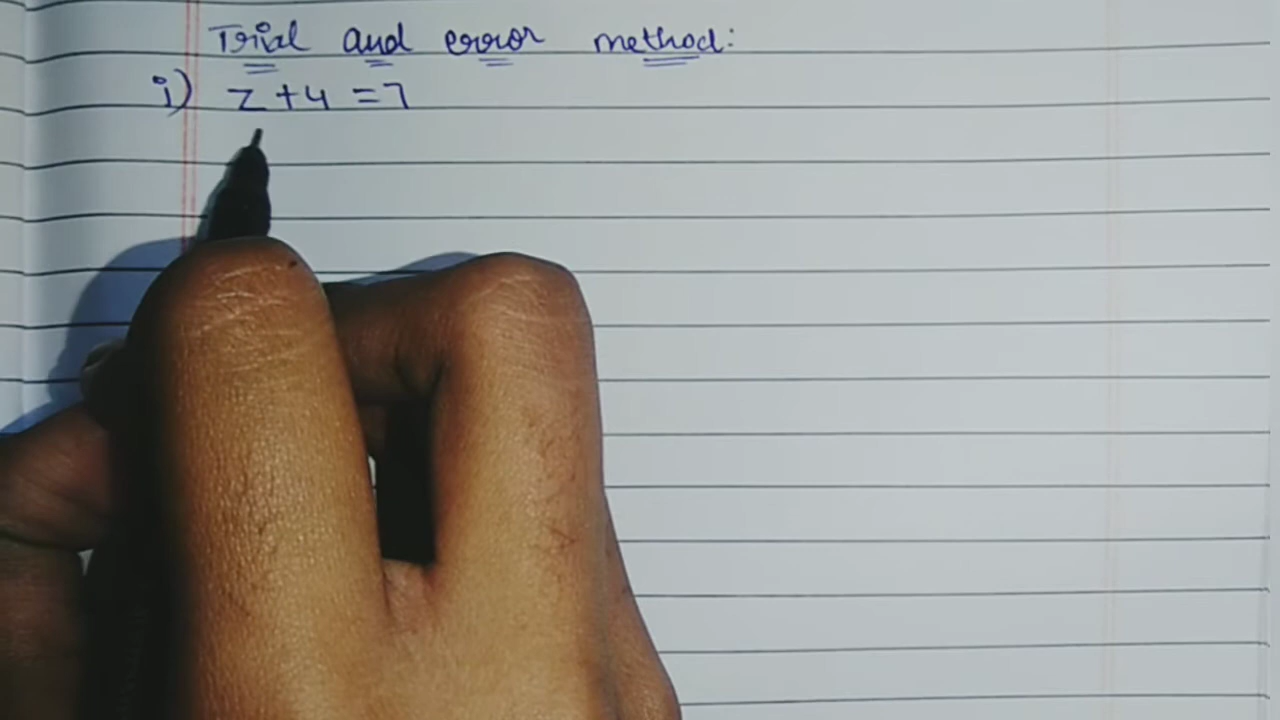 Trial and error method:
i) z+4 =7